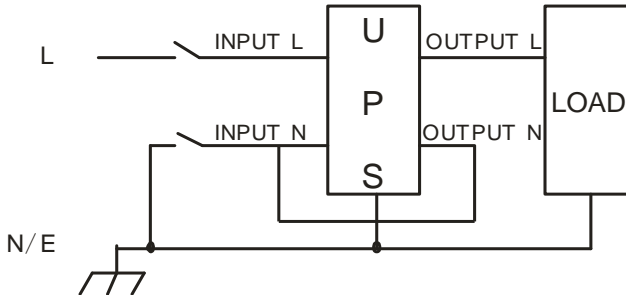 L
INPUT L
U
P
S
OUTPUT L
LOAD
INPUT N
OUTPUT N
N/E